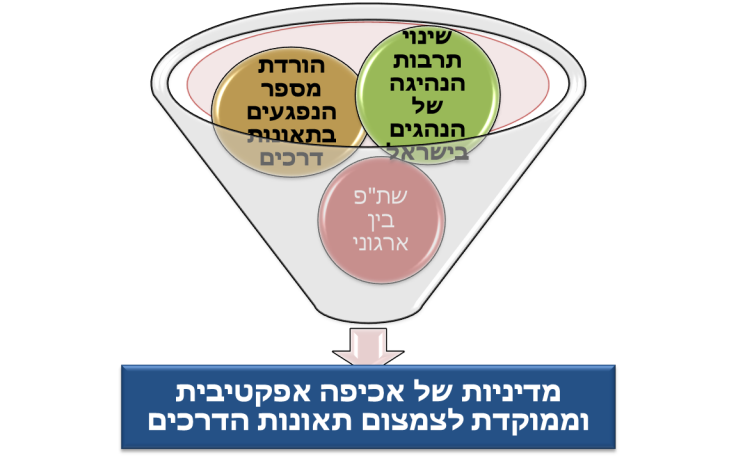 שינוי
תרבות
הנהיגה
של
הנהגים
בישראל
הורדת
מספר
הנפגעים
בתאונות
דרכים
שת"פ
בין
ארגוני
מדיניות של אכיפה אפקטיבית
וממוקדת לצמצום תאונות הדרכים